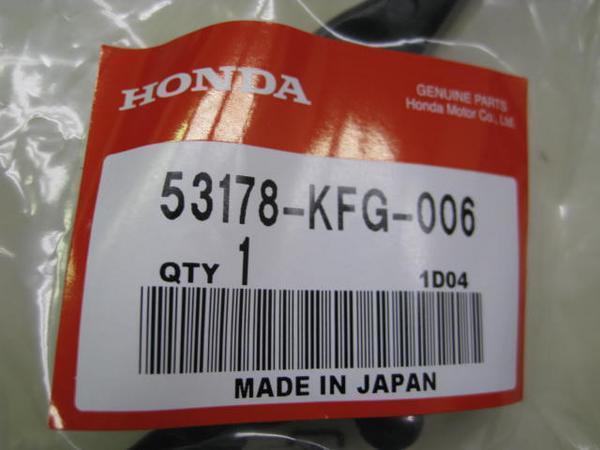 HONDA
GENUINE PARTS
Honda Motor Co., Ltd.
53178-KFG-006
QTY 1
1D04
MADE IN JAPAN